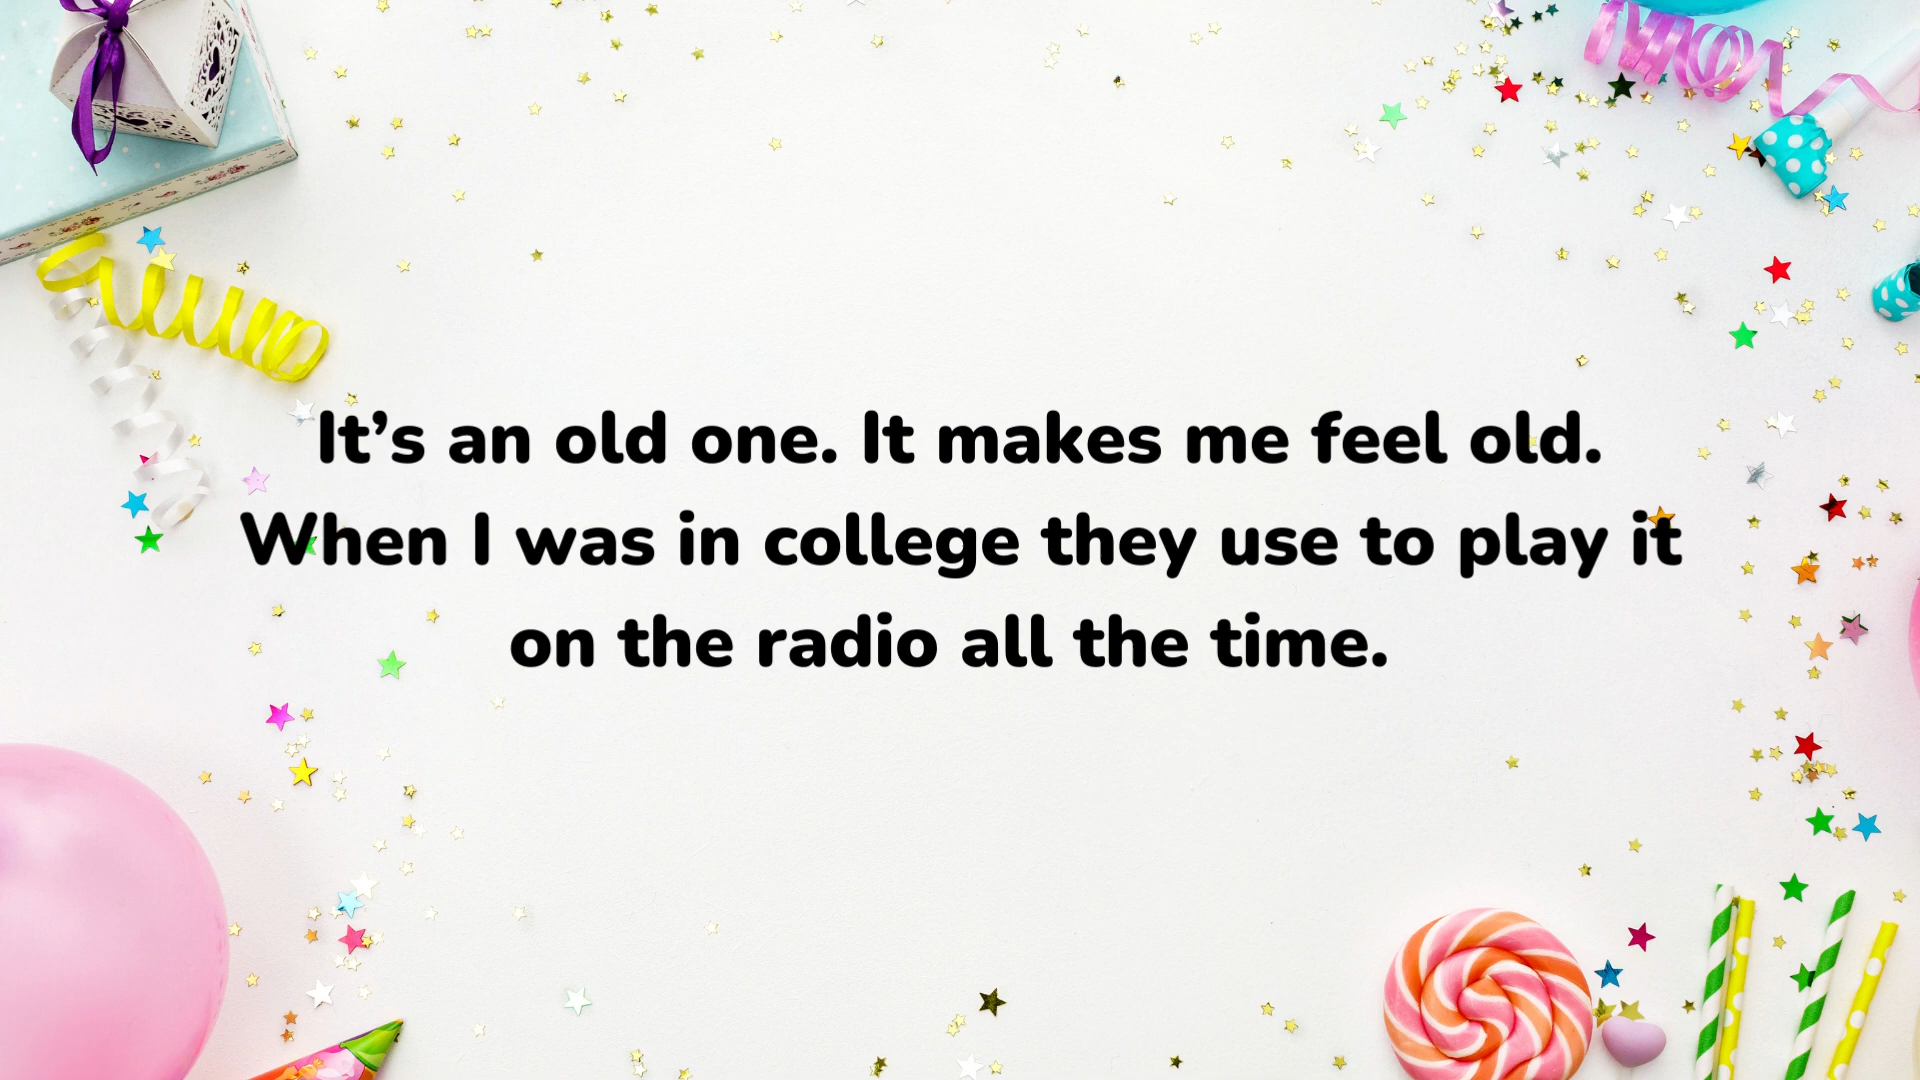 It’s an old one. It makes me feel old.
When I was in college they use to play it
on the radio all the time.